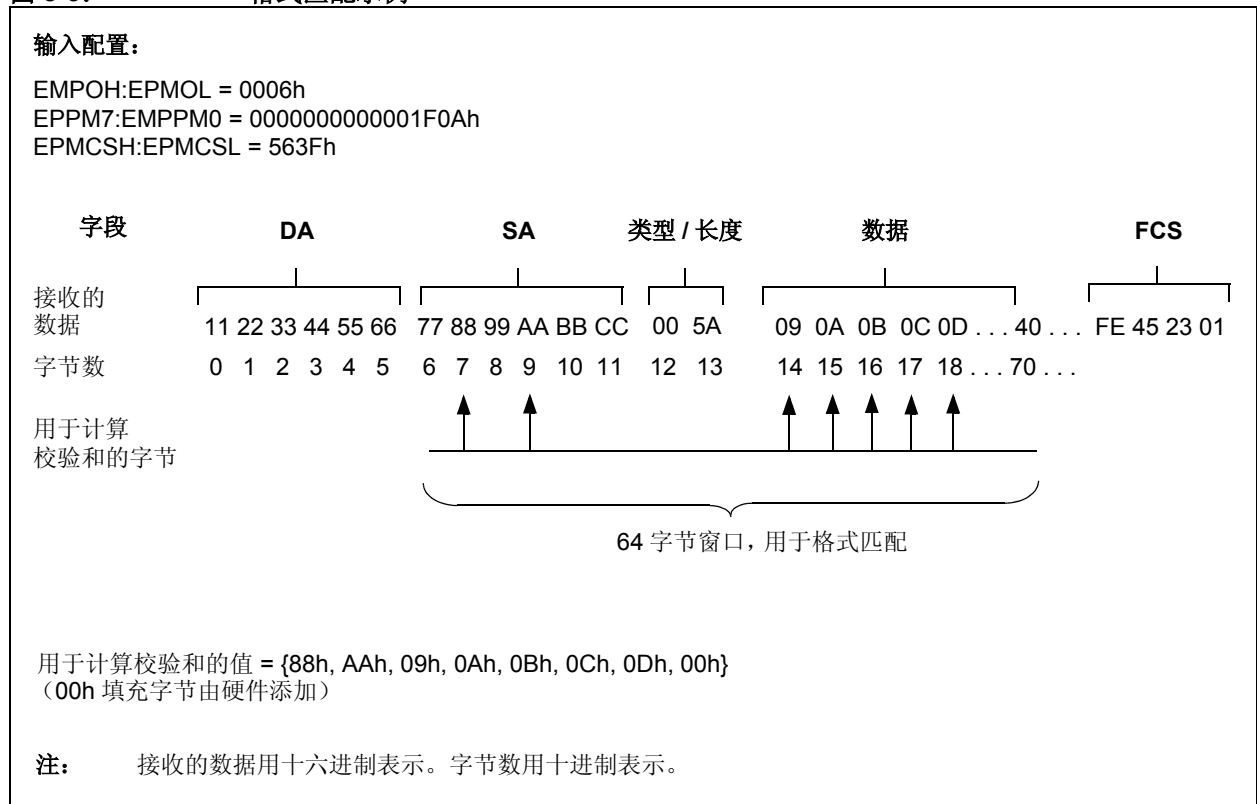 输入配置：
EMPOH:EPMOL = 0006h
EPPM7:EMPPM0 = 0000000000001F0Ah
EPMCSH:EPMCSL = 563Fh
字段 DA SA 类型 / 长度 数据 FCS
接收的
数据 11 22 33 44 55 66 77 88 99 AA BB CC 00 5A 09 0A 0B 0C 0D . . . 40 . . . FE 45 23 01
字节数 0 1 2 3 4 5 6 7 8 9 10 11 12 13 14 15 16 17 18 . . . 70 . . .
用于计算
校验和的字节
64 字节窗口，用于格式匹配
用于计算校验和的值 = {88h, AAh, 09h, 0Ah, 0Bh, 0Ch, 0Dh, 00h}
（00h 填充字节由硬件添加）
注： 接收的数据用十六进制表示。字节数用十进制表示。